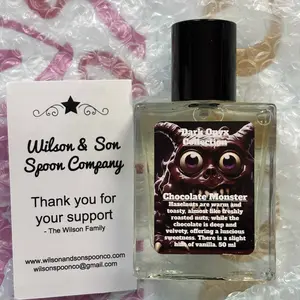 Wilson & Son
Spoon Company
Thank you for
your support
- The Wilson Family
www.wilsonandsonspoonco.com
wilsonspoonco@gmail.com
Dark Onyx
Collection
Chocolate Monster
Hazelnuts are warm and
toasty, almost like freshly
roasted nuts, while the
chocolate is deep and
velvety, offering a luscious
sweetness. There is a slight
hint of vanilla. 50 ml